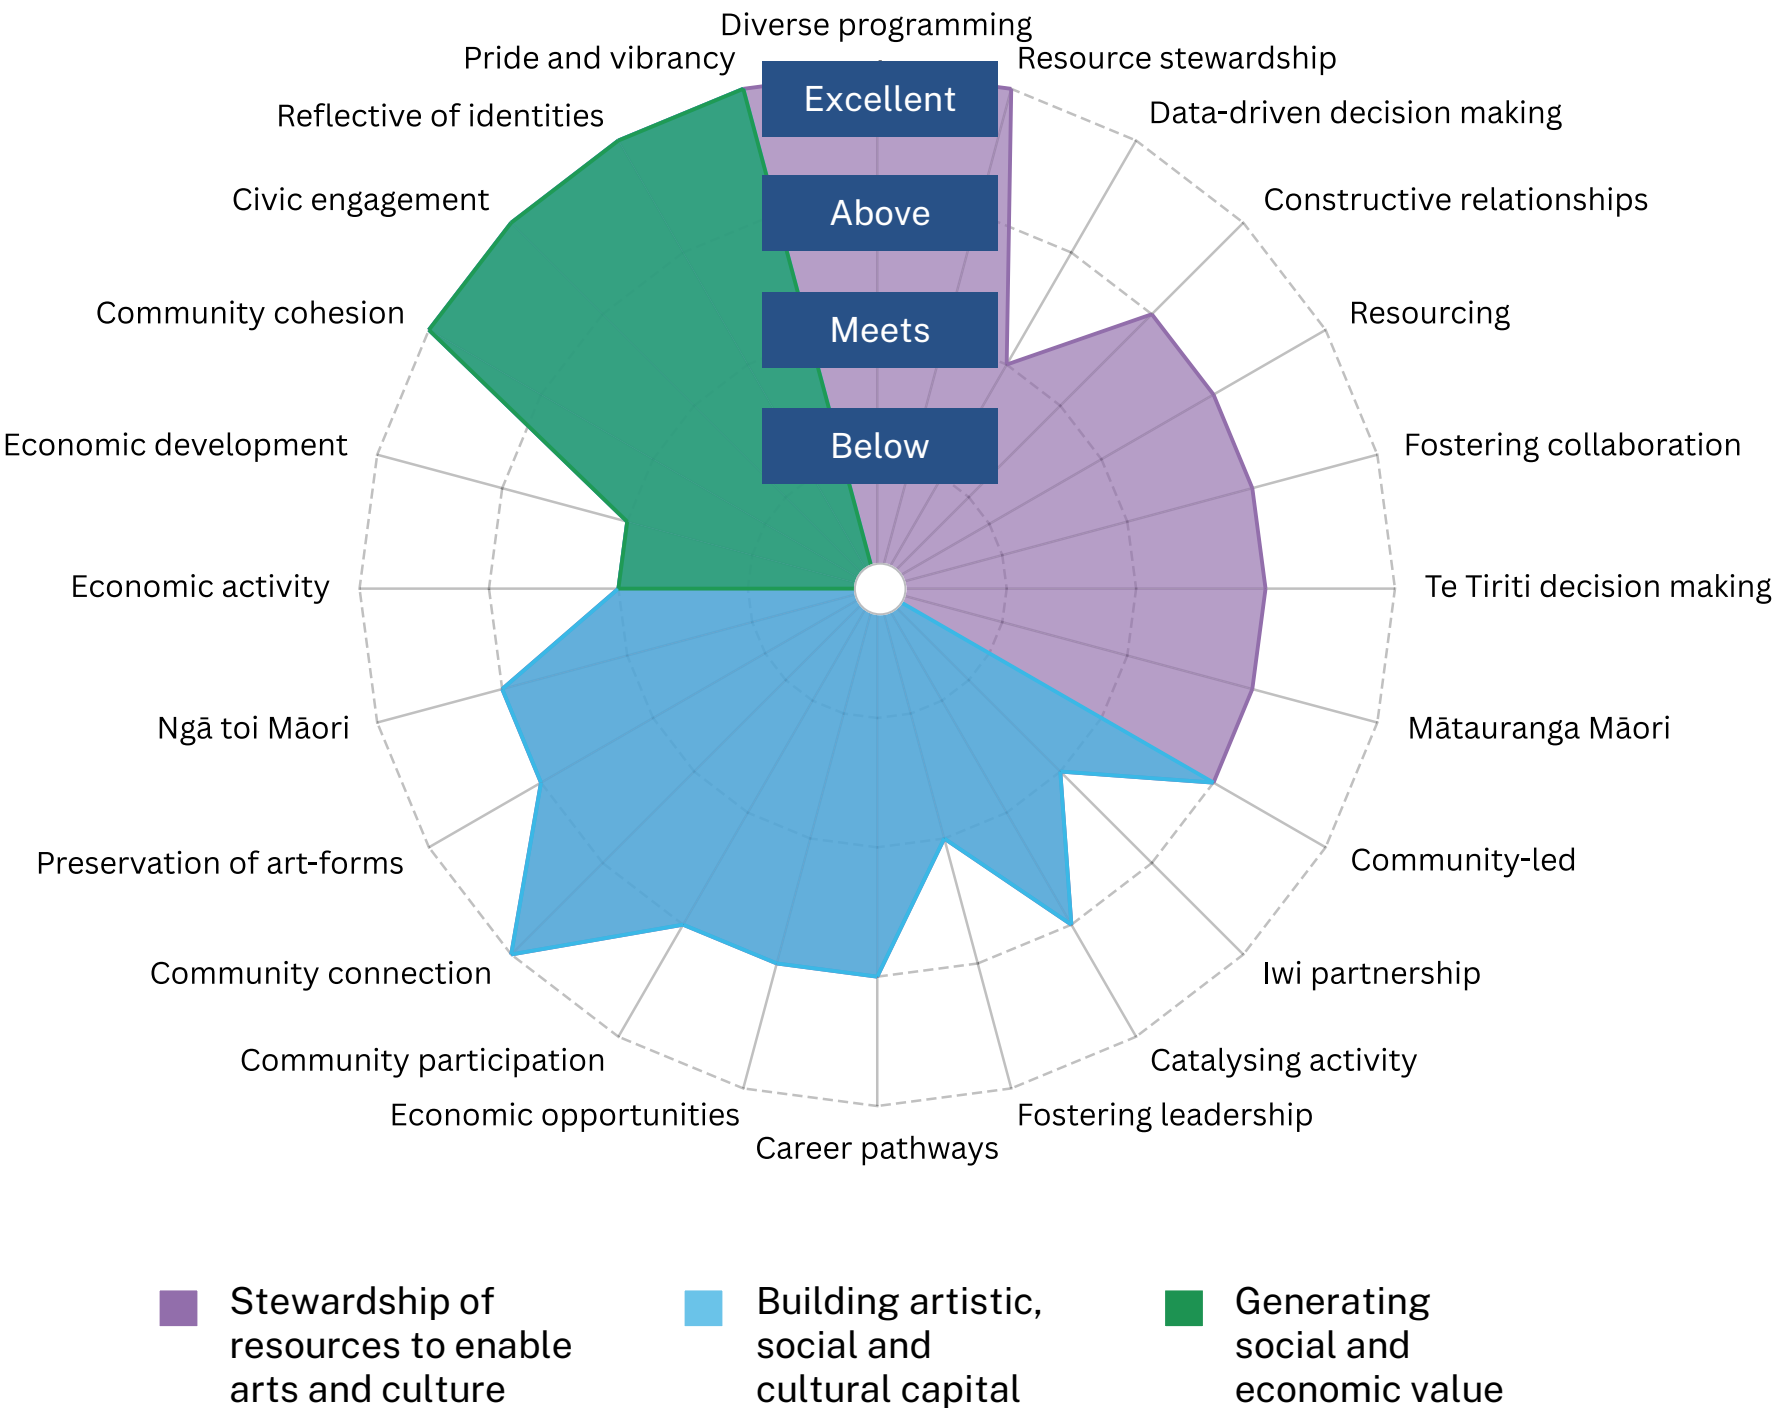 Diverse programming
Pride and vibrancy
Resource stewardship
Reflective of identities
Data-driven decision making
Civic engagement
Constructive relationships
Community cohesion
Resourcing
Economic development
Fostering collaboration
Economic activity
Te Tiriti decision making
Ngā toi Māori
Mātauranga Māori
Preservation of art-forms
Community-led
Community connection
Iwi partnership
Community participation
Catalysing activity
Economic opportunities
Fostering leadership
Career pathways
Excellent
Above
Meets
Below
Stewardship of
resources to enable
arts and culture
Building artistic,
social and
cultural capital
Generating
social and
economic value